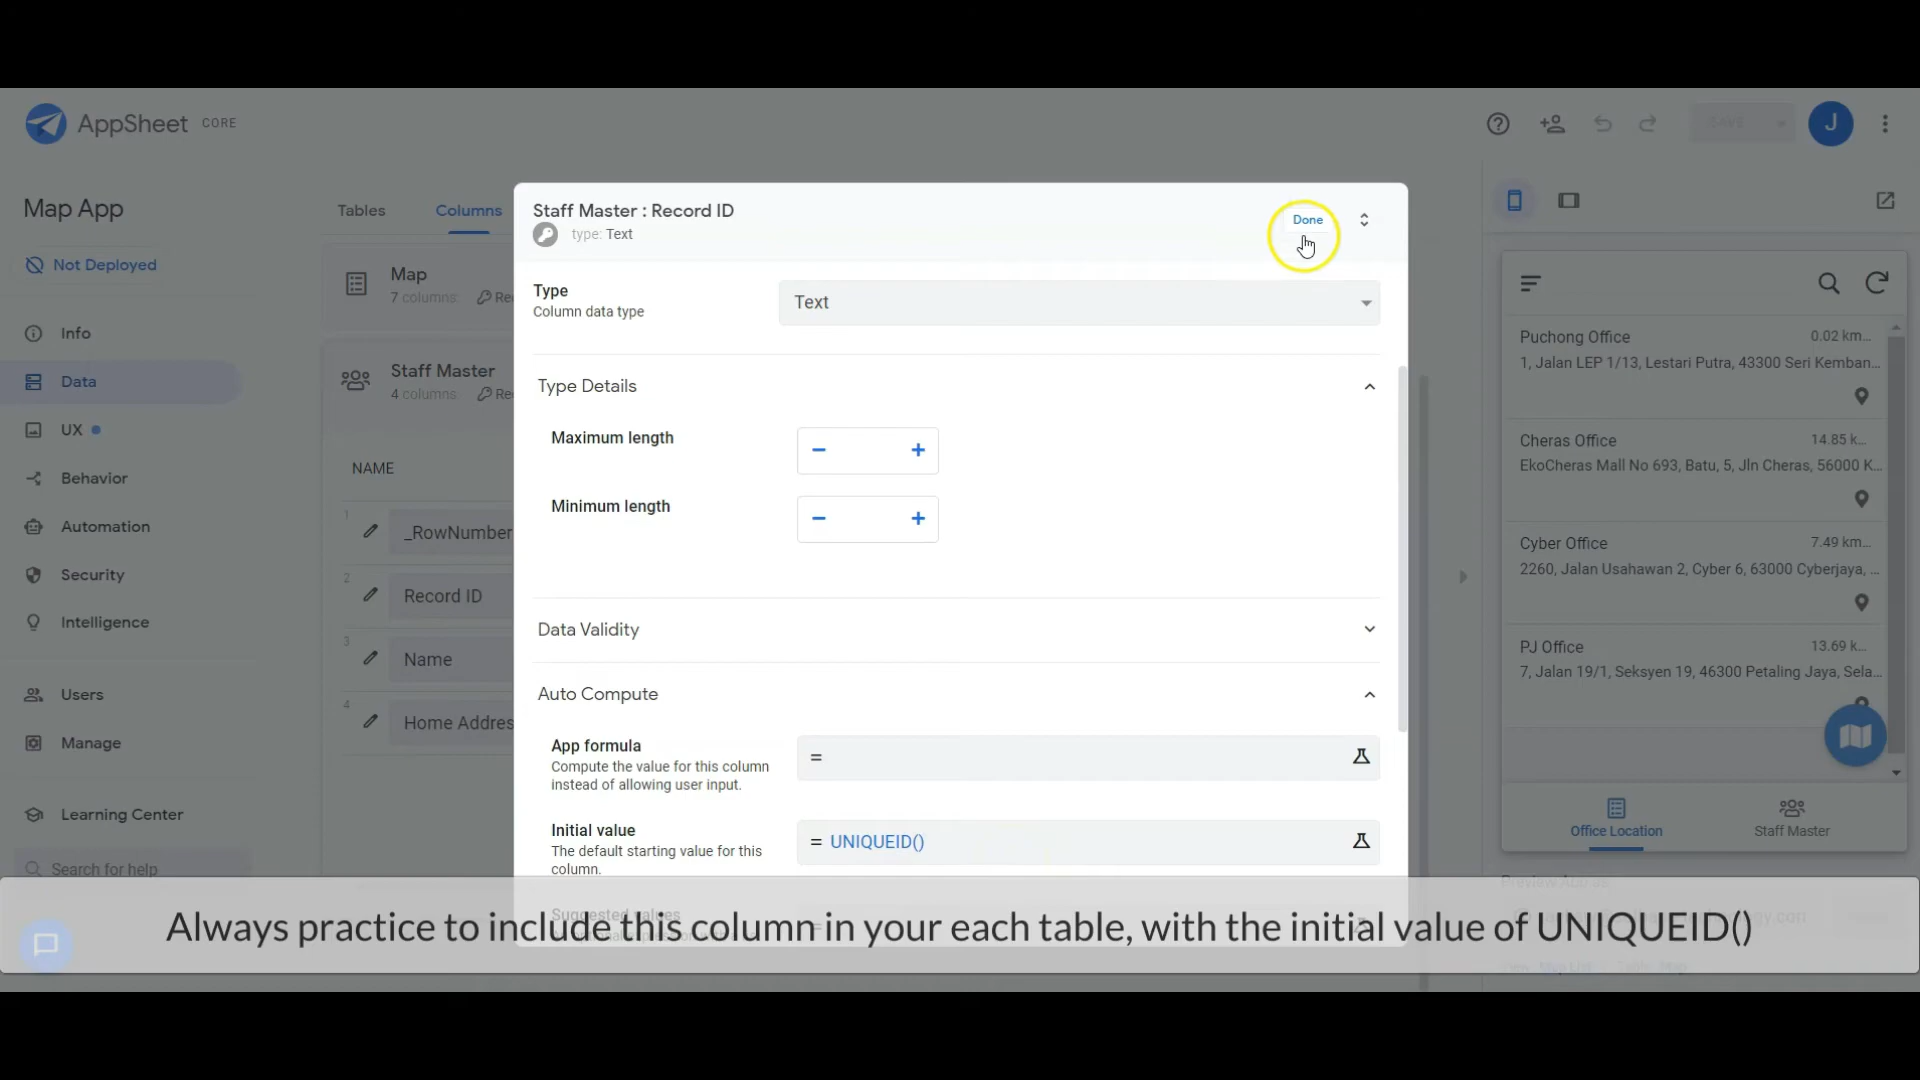 AppSheet CORE
SAVE
J
Map App
Tables
Columns
Not Deployed
Info
Data
UX
Behavior
Automation
Security
Intelligence
Users
Manage
Learning Center
Search for help
Map
7 columns:
Staff Master
4 columns:
NAME
1
_RowNumber
2
Record ID
3
Name
4
Home Addres
Staff Master : Record ID
type: Text
Done
Type
Column data type
Text
Type Details
Maximum length
Minimum length
Data Validity
Auto Compute
App formula
Compute the value for this column
instead of allowing user input.
=
Initial value
The default starting value for this
column.
= UNIQUEID()
Suggested values
Puchong Office
0.02 km...
1, Jalan LEP 1/13, Lestari Putra, 43300 Seri Kemban...
Cheras Office
14.85 k...
EkoCheras Mall No 693, Batu, 5, Jln Cheras, 56000 K...
Cyber Office
7.49 km...
2260, Jalan Usahawan 2, Cyber 6, 63000 Cyberjaya, ...
PJ Office
13.69 k...
7, Jalan 19/1, Seksyen 19, 46300 Petaling Jaya, Sela...
Office Location
Staff Master
Preview App as
Always practice to include this column in your each table, with the initial value of UNIQUEID()